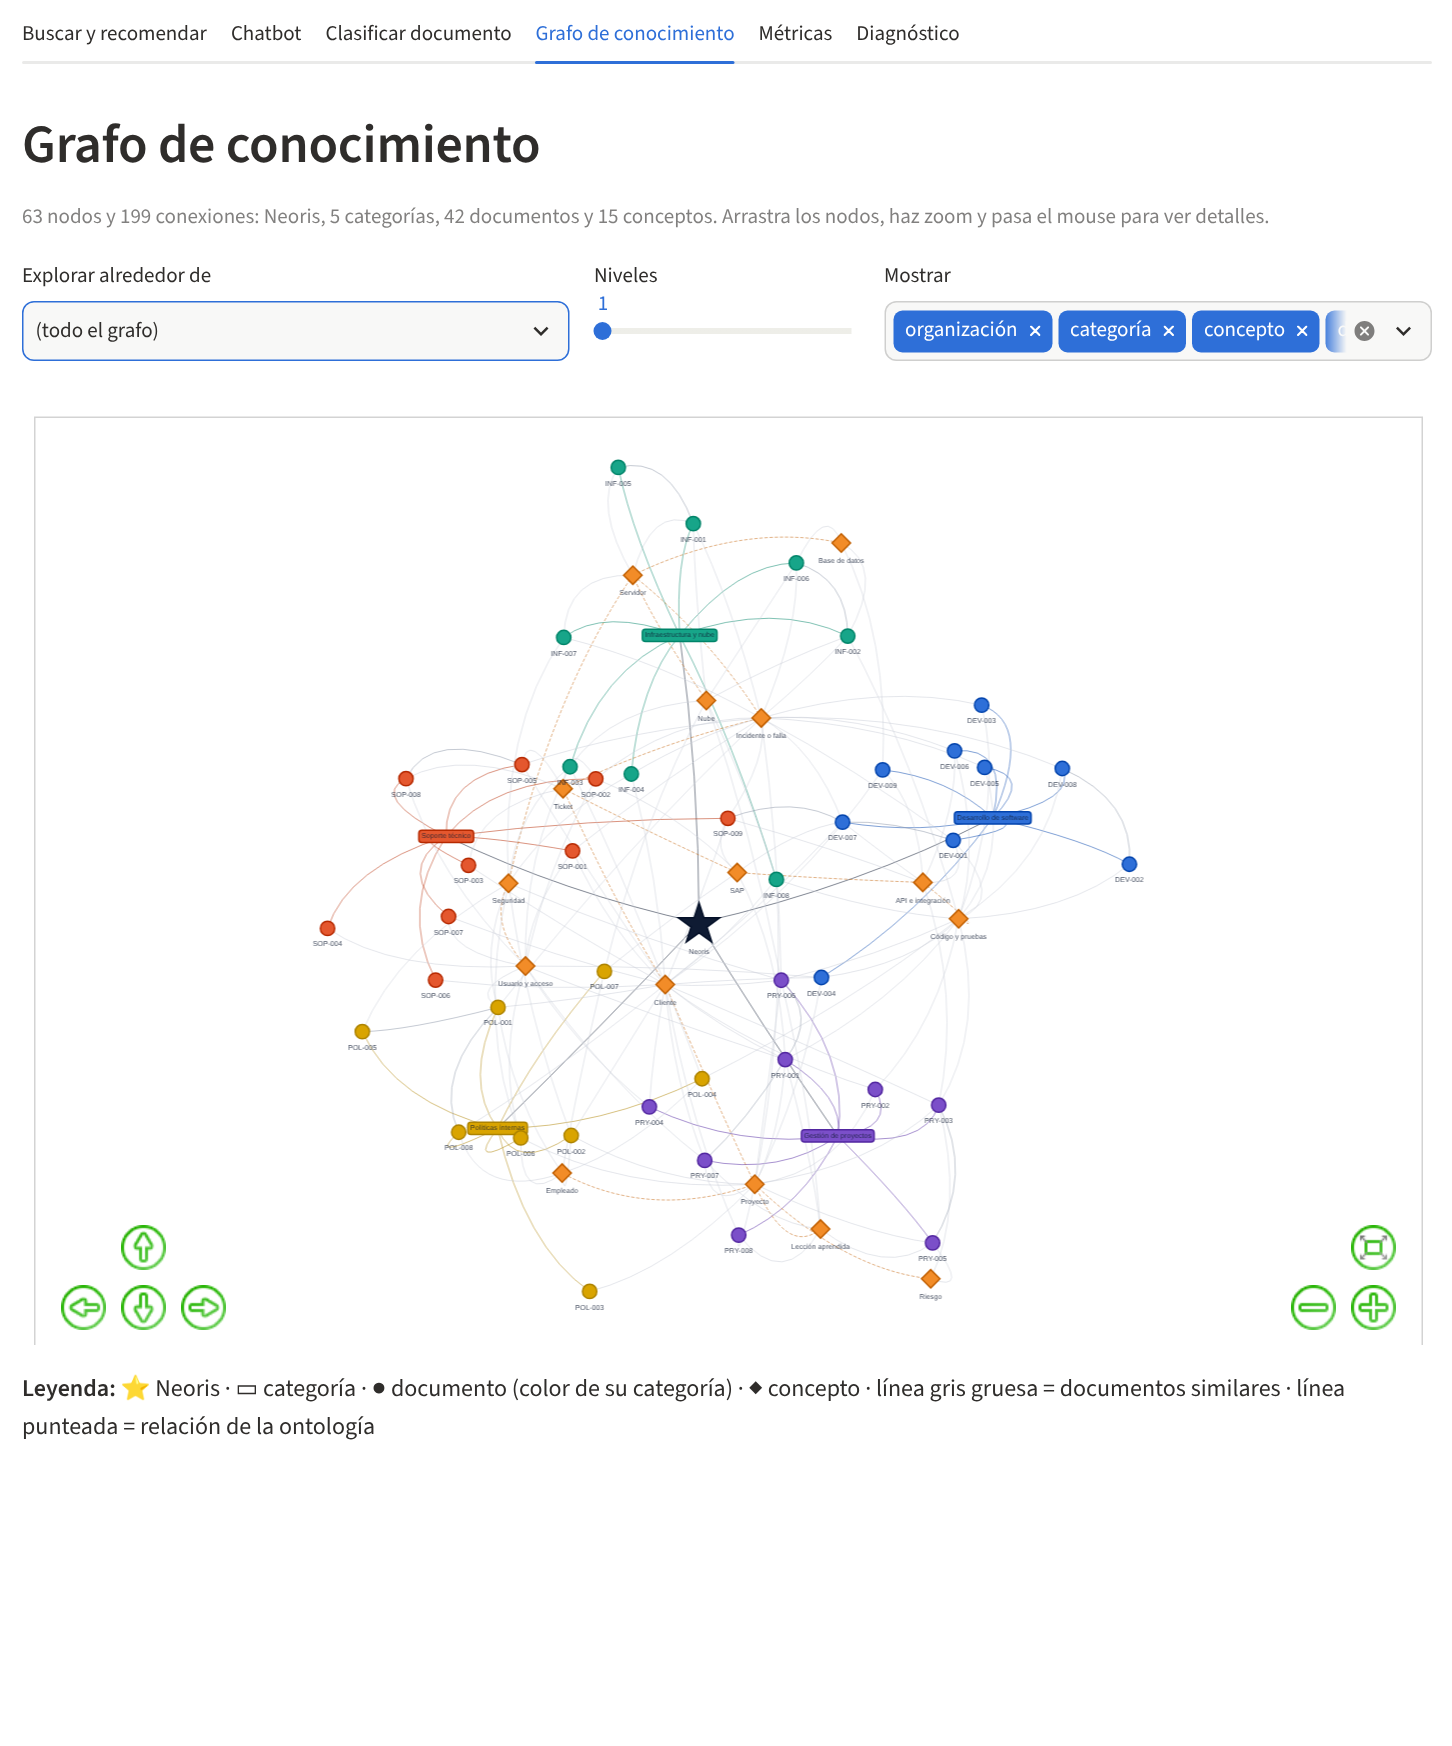 Buscar y recomendar Chatbot Clasificar documento Grafo de conocimiento Métricas Diagnóstico
Grafo de conocimiento
63 nodos y 199 conexiones: Neoris, 5 categorías, 42 documentos y 15 conceptos. Arrastra los nodos, haz zoom y pasa el mouse para ver detalles.
Explorar alrededor de
Niveles
Mostrar
1
(todo el grafo)
organización
categoría
concepto
INF-005
INF-001
Base de datos
INF-006
Servidor
Infraestructura y nube
INF-007
INF-002
Nube
DEV-003
Incidente o falla
DEV-006
SOP-005
DEV-009
DEV-005
DEV-008
SOP-008
INF-003
SOP-002
INF-004
Ticket
Desarrollo de software
SOP-009
DEV-007
Soporte técnico
DEV-001
SOP-001
SOP-003
DEV-002
SAP
INF-008
Seguridad
API e integración
SOP-007
Código y pruebas
SOP-004
Neoris
Usuario y acceso
POL-007
SOP-006
PRY-006
DEV-004
Cliente
POL-001
POL-005
PRY-001
POL-004
PRY-002
PRY-004
PRY-003
Políticas internas
Gestión de proyectos
POL-008
POL-006
POL-002
PRY-007
Empleado
Proyecto
PRY-008
Lección aprendida
PRY-005
Riesgo
POL-003
Leyenda: ⭐ Neoris · ▭ categoría · ● documento (color de su categoría) · ◆ concepto · línea gris gruesa = documentos similares · línea
punteada = relación de la ontología